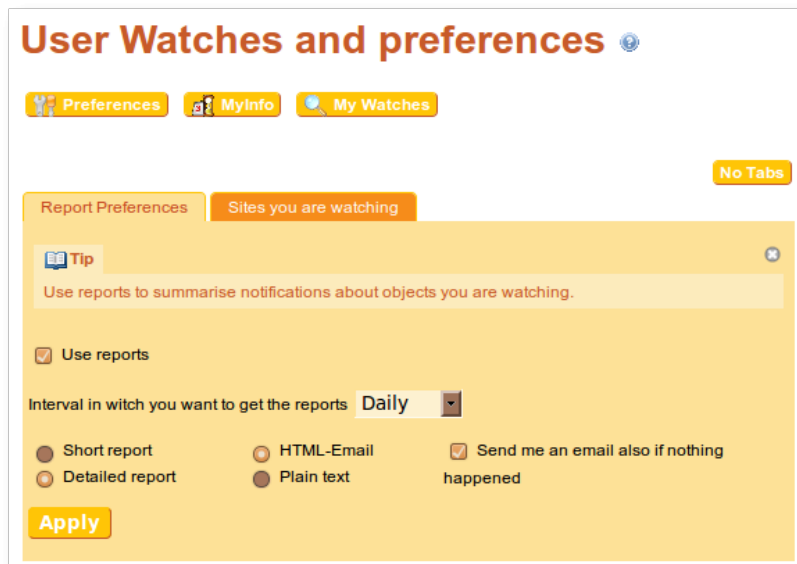 User Watches and preferences
Preferences MyInfo My Watches
No Tabs
Report Preferences Sites you are watching
Tip
Use reports to summarise notifications about objects you are watching.
Use reports
Interval in witch you want to get the reports Daily
Short report HTML-Email Send me an email also if nothing
Detailed report Plain text happened
Apply